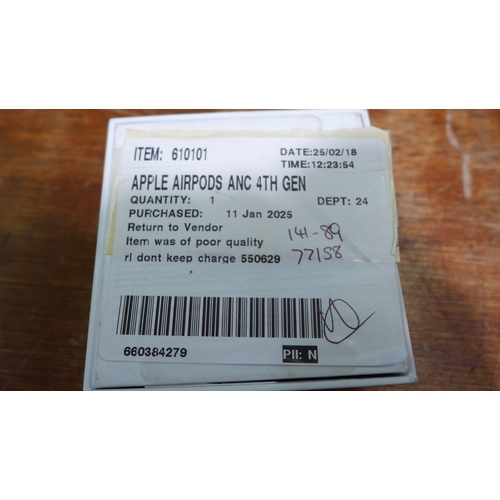 ITEM: 610101 DATE:25/02/18
TIME:12:23:54
APPLE AIRPODS ANC 4TH GEN
QUANTITY: 1 DEPT: 24
PURCHASED: 11 Jan 2025
Return to Vendor
Item was of poor quality 141-89
rl dont keep charge 550629 77158
660384279 PII: N